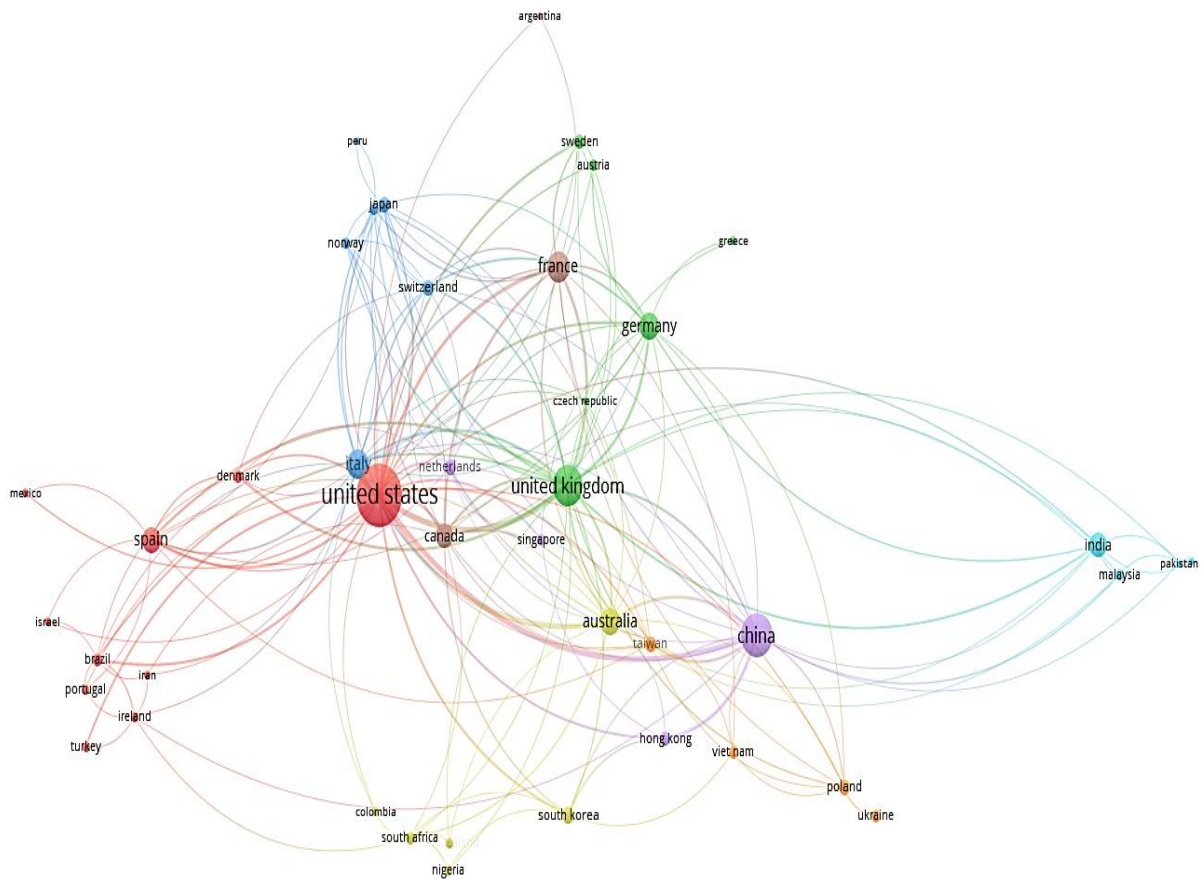 argentina
peru
sweden
austria
japan
norway
greece
france
switzerland
germany
czech republic
italy
netherlands
denmark
united states
united kingdom
mexico
spain
canada
singapore
india
malaysia
pakistan
israel
australia
china
taiwan
brazil
iran
portugal
ireland
turkey
hong kong
viet nam
poland
colombia
south korea
ukraine
south africa
nigeria